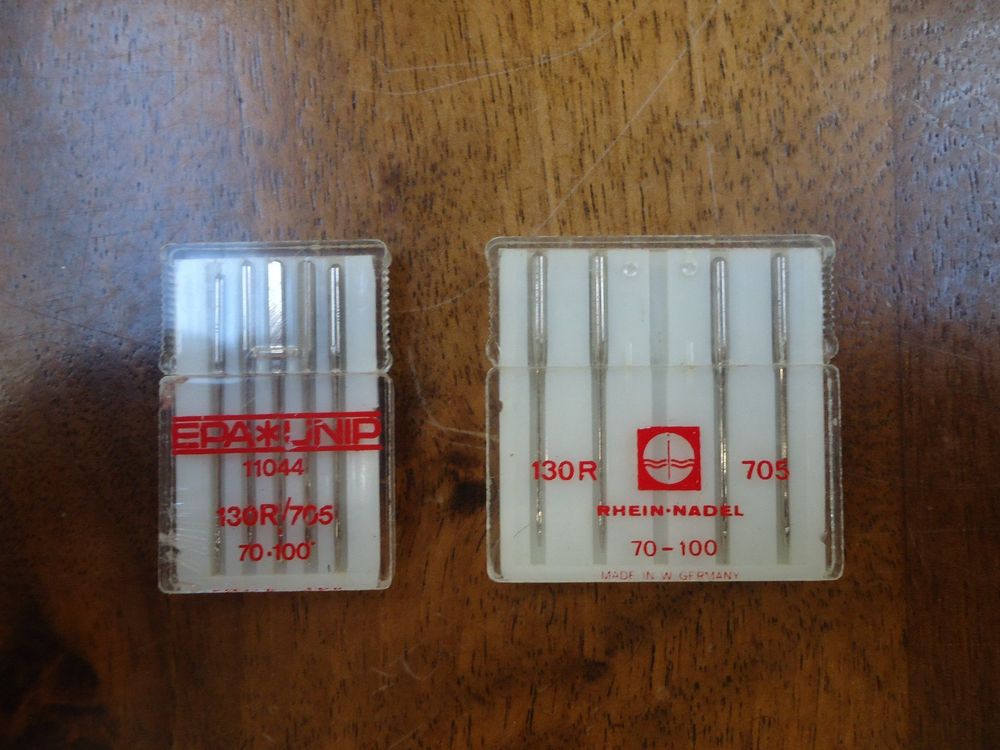 EPA*UNIP
11044
130R/705
70·100
130R
705
RHEIN·NADEL
70-100
MADE IN W. GERMANY